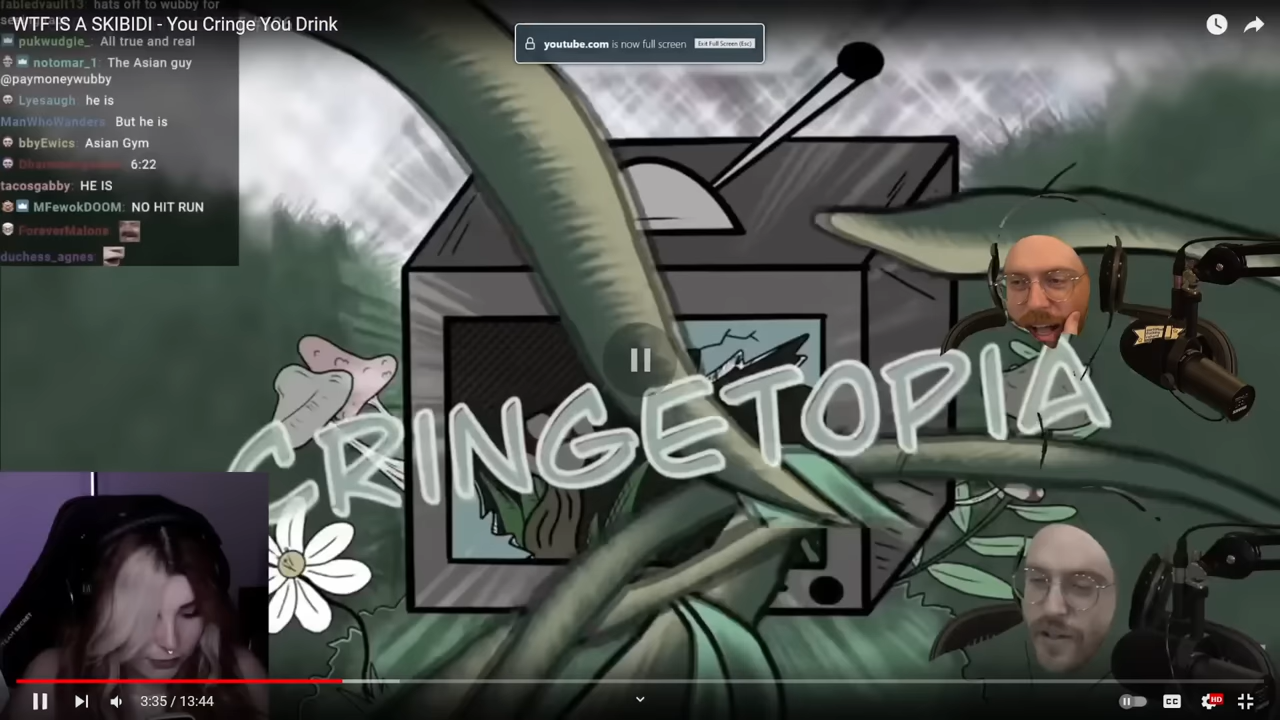 fabledvault13: hats off to wubby for
WTF IS A SKIBIDI - You Cringe You Drink
pukwudgie_: All true and real
notomar_1: The Asian guy
@paymoneywubby
Lyesaugh he is
ManWhoWanders But he is
bbyEwics Asian Gym
6:22
tacosgabby: HE IS
MFewokDOOM: NO HIT RUN
ForeverMalone
duchess_agnes
youtube.com is now full screen Exit Full Screen (Esc)
CRINGETOPIA
3:35 / 13:44
CC
HD